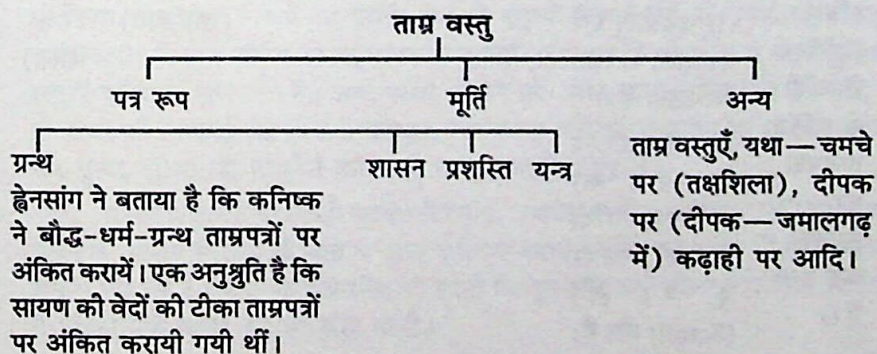 ताम्र वस्तु
पत्र रूप
मूर्ति
अन्य
ग्रन्थ
शासन प्रशस्ति यन्त्र
ह्वेनसांग ने बताया है कि कनिष्क
ने बौद्ध-धर्म-ग्रन्थ ताम्रपत्रों पर
अंकित करायें। एक अनुश्रुति है कि
सायण की वेदों की टीका ताम्रपत्रों
पर अंकित करायी गयी थीं।
ताम्र वस्तुएँ, यथा—चमचे
पर (तक्षशिला), दीपक
पर (दीपक—जमालगढ़
में) कढ़ाही पर आदि।